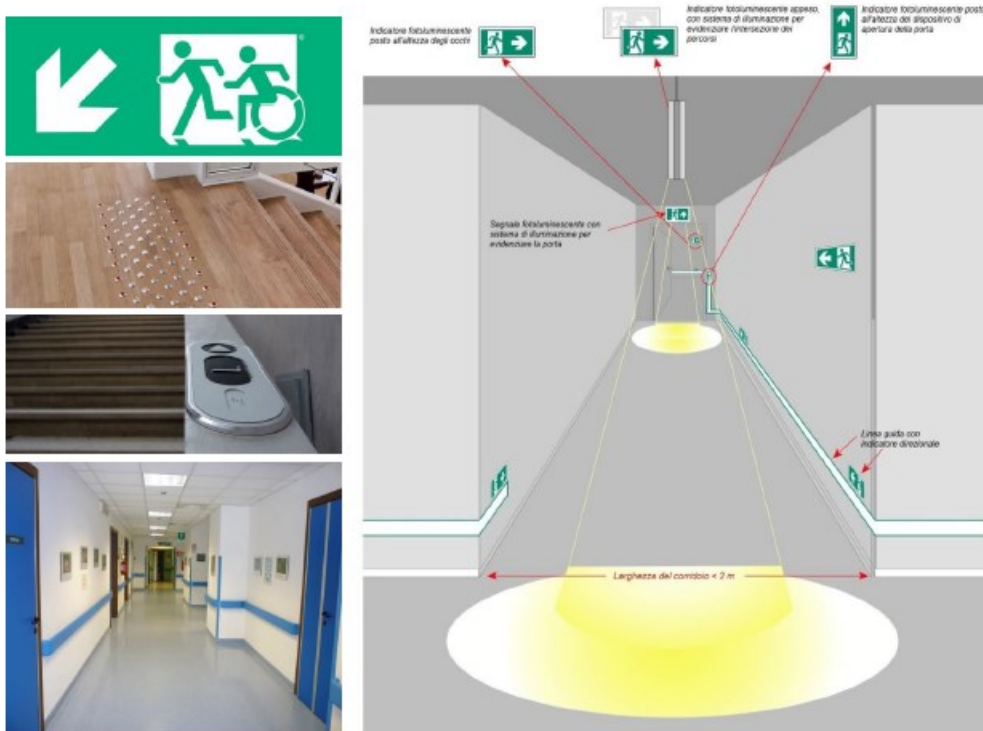 Indicatore fotoluminescente
posto all'altezza degli occhi
Indicatore fotoluminescente appeso,
con sistema di illuminazione per
evidenziare l'intersezione dei
percorsi
Indicatore fotoluminescente posto
all'altezza del dispositivo di
apertura della porta
Segnale fotoluminescente con
sistema di illuminazione per
evidenziare la porta
Linea guida con
indicatore direzionale
Larghezza del corridoio < 2 m